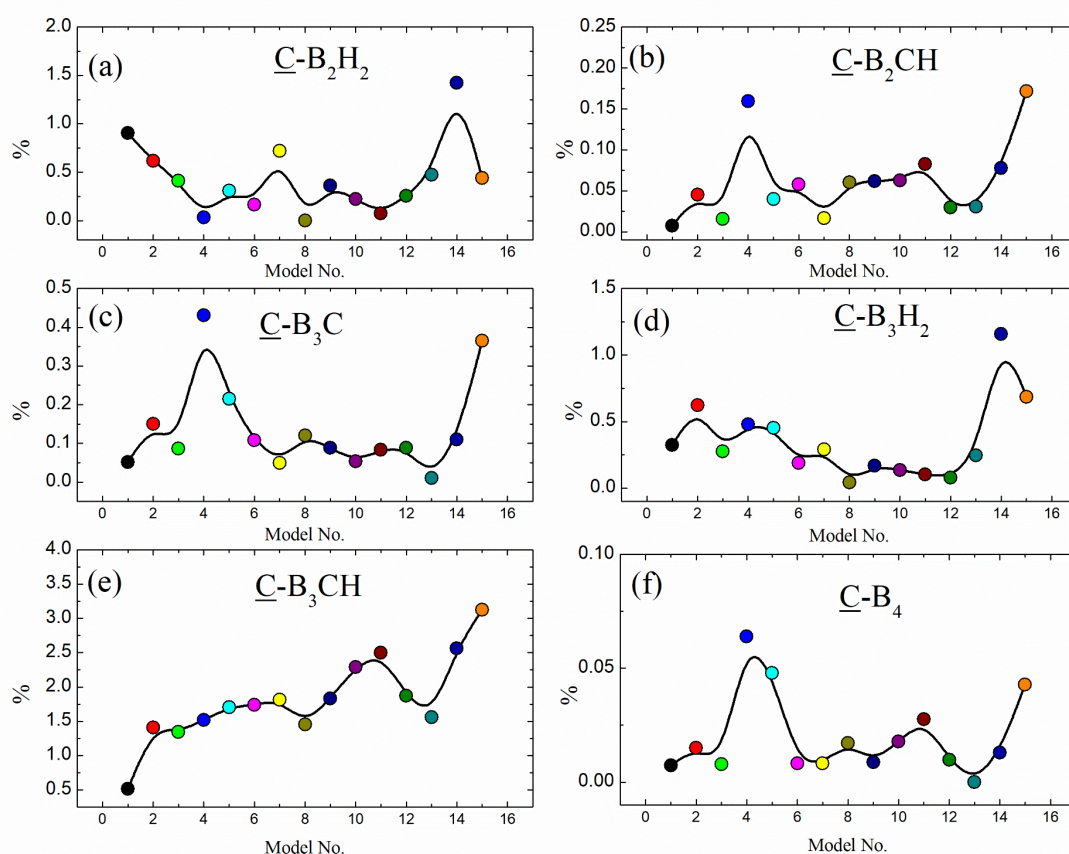 (a)
C-B2H2
2.0
1.5
1.0
0.5
0.0
%
0 2 4 6 8 10 12 14 16
Model No.
(b)
C-B2CH
0.25
0.20
0.15
0.10
0.05
0.00
%
0 2 4 6 8 10 12 14 16
Model No.
(c)
C-B3C
0.5
0.4
0.3
0.2
0.1
0.0
%
0 2 4 6 8 10 12 14 16
Model No.
(d)
C-B3H2
1.5
1.0
0.5
0.0
%
0 2 4 6 8 10 12 14 16
Model No.
(e)
C-B3CH
4.0
3.5
3.0
2.5
2.0
1.5
1.0
0.5
%
0 2 4 6 8 10 12 14 16
Model No.
(f)
C-B4
0.10
0.05
0.00
%
0 2 4 6 8 10 12 14 16
Model No.